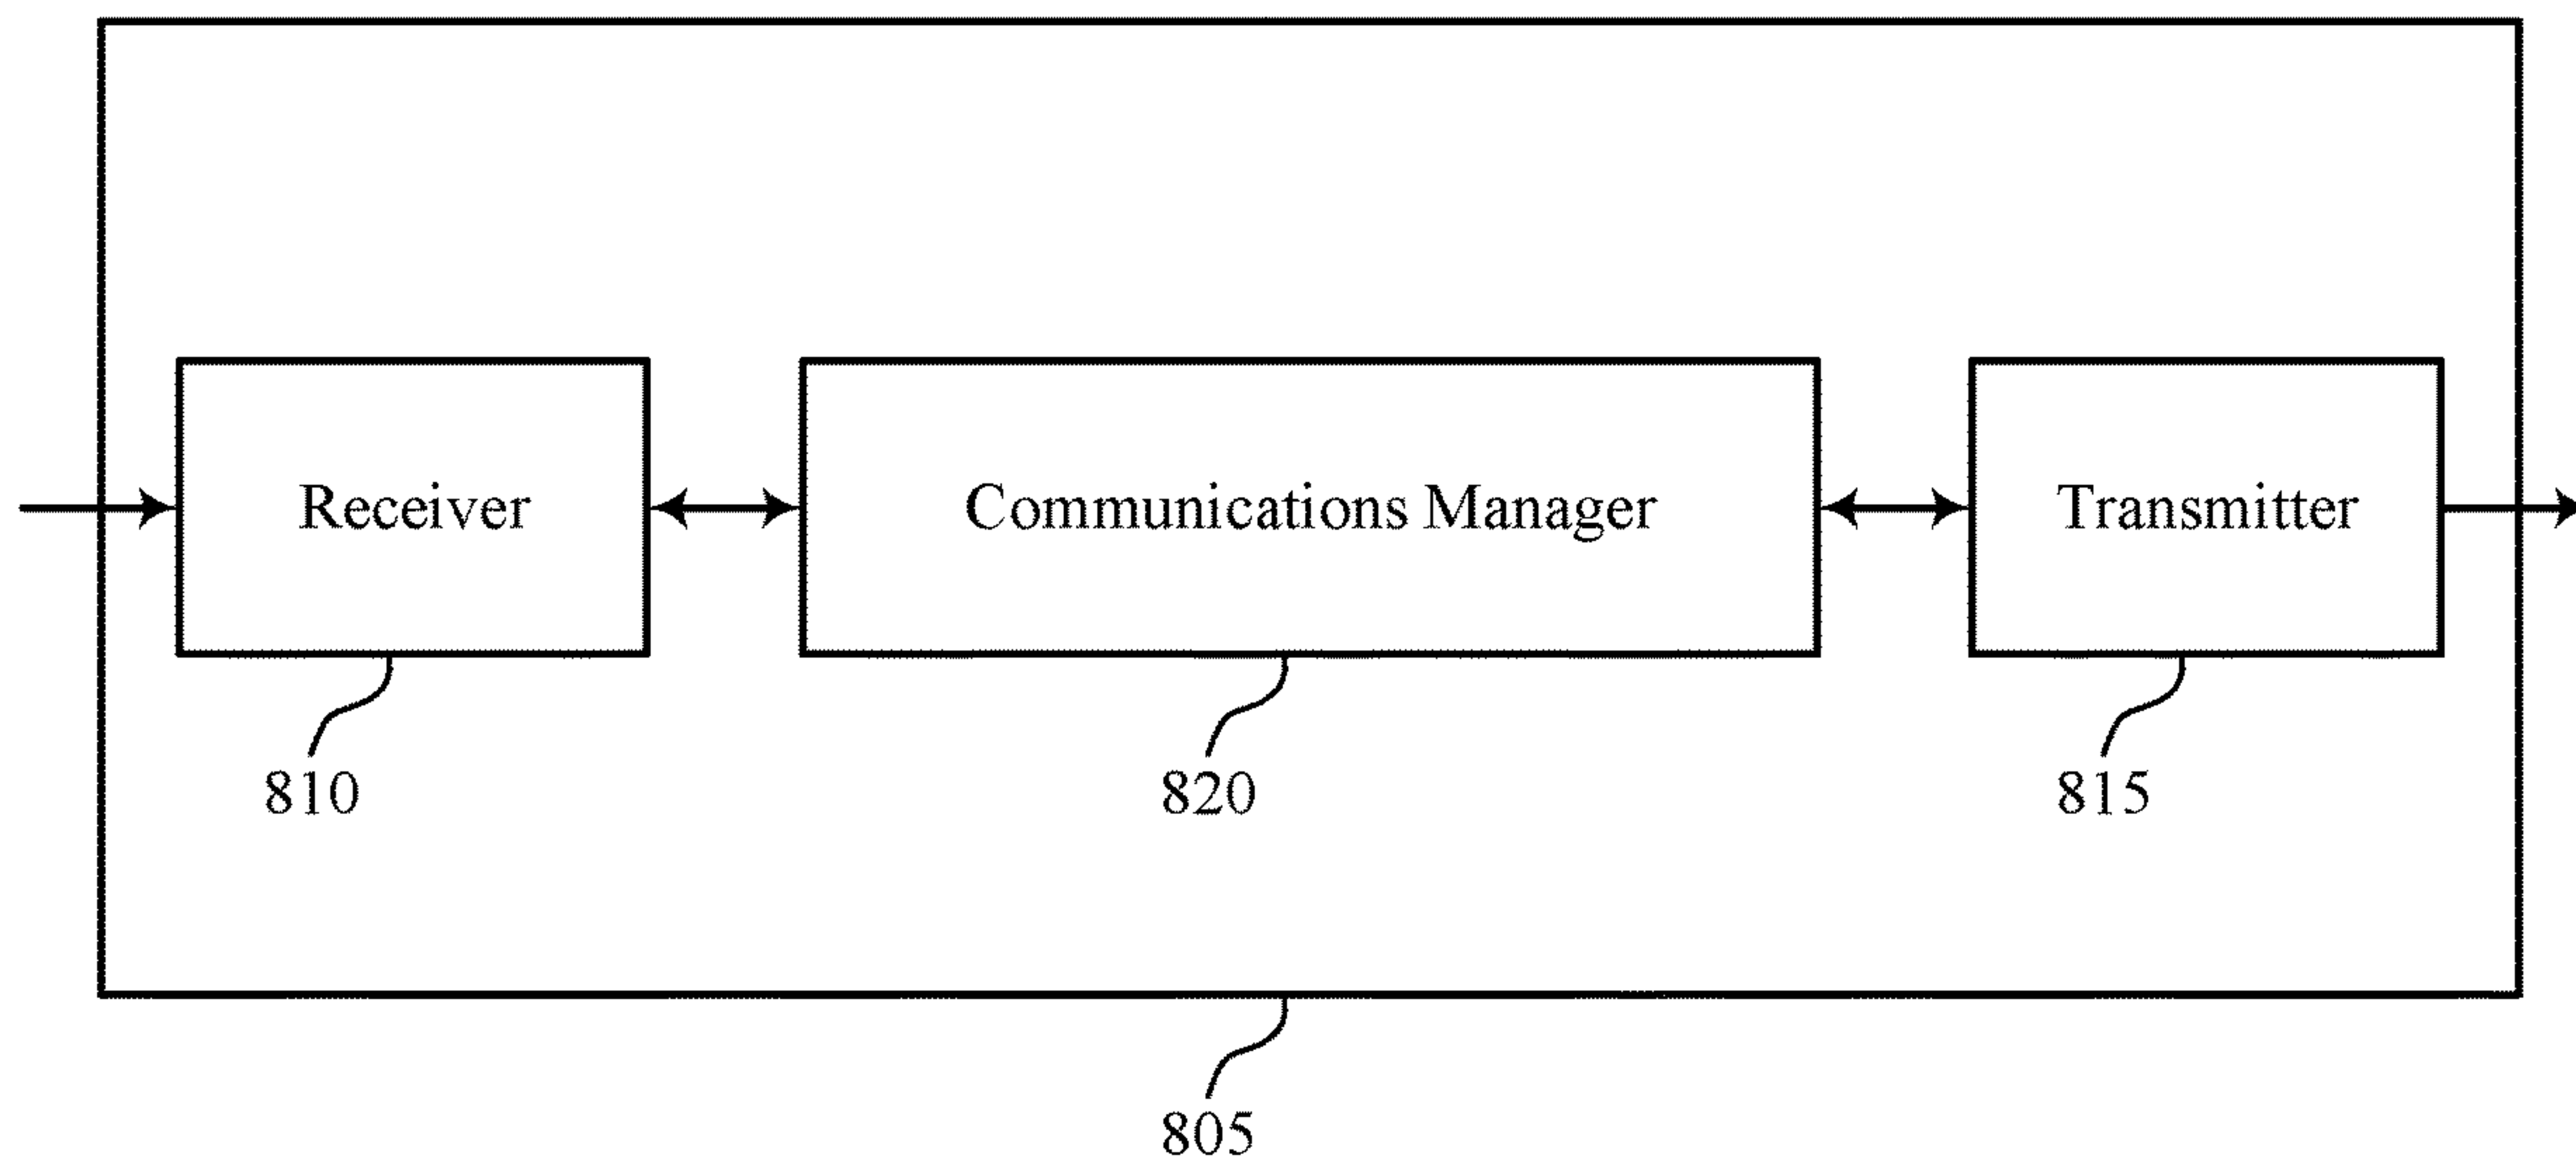 Receiver
Communications Manager
Transmitter
810
820
815
805